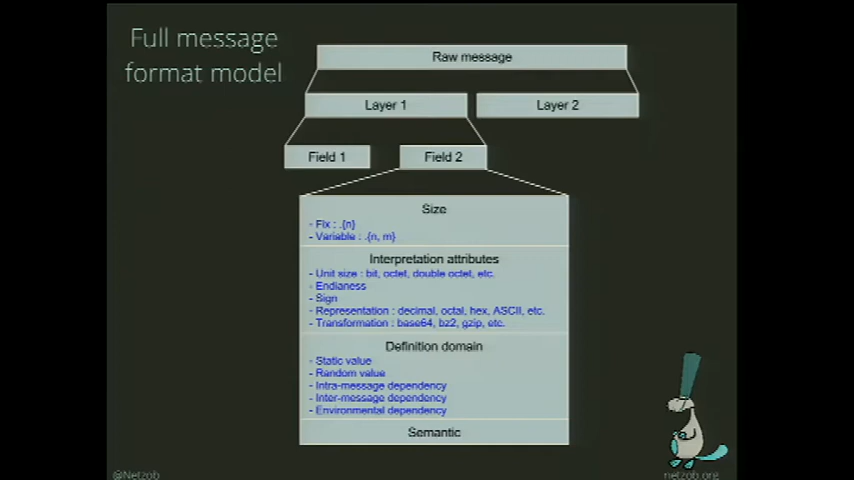 Full message
format model
Raw message
Layer 1
Layer 2
Field 1
Field 2
Size
- Fix : .{n}
- Variable : .{n, m}
Interpretation attributes
- Unit size : bit, octet, double octet, etc.
- Endianess
- Sign
- Representation : decimal, octal, hex, ASCII, etc.
- Transformation : base64, bz2, gzip, etc.
Definition domain
- Static value
- Random value
- Intra-message dependency
- Inter-message dependency
- Environmental dependency
Semantic
@Netzob
netzob.org